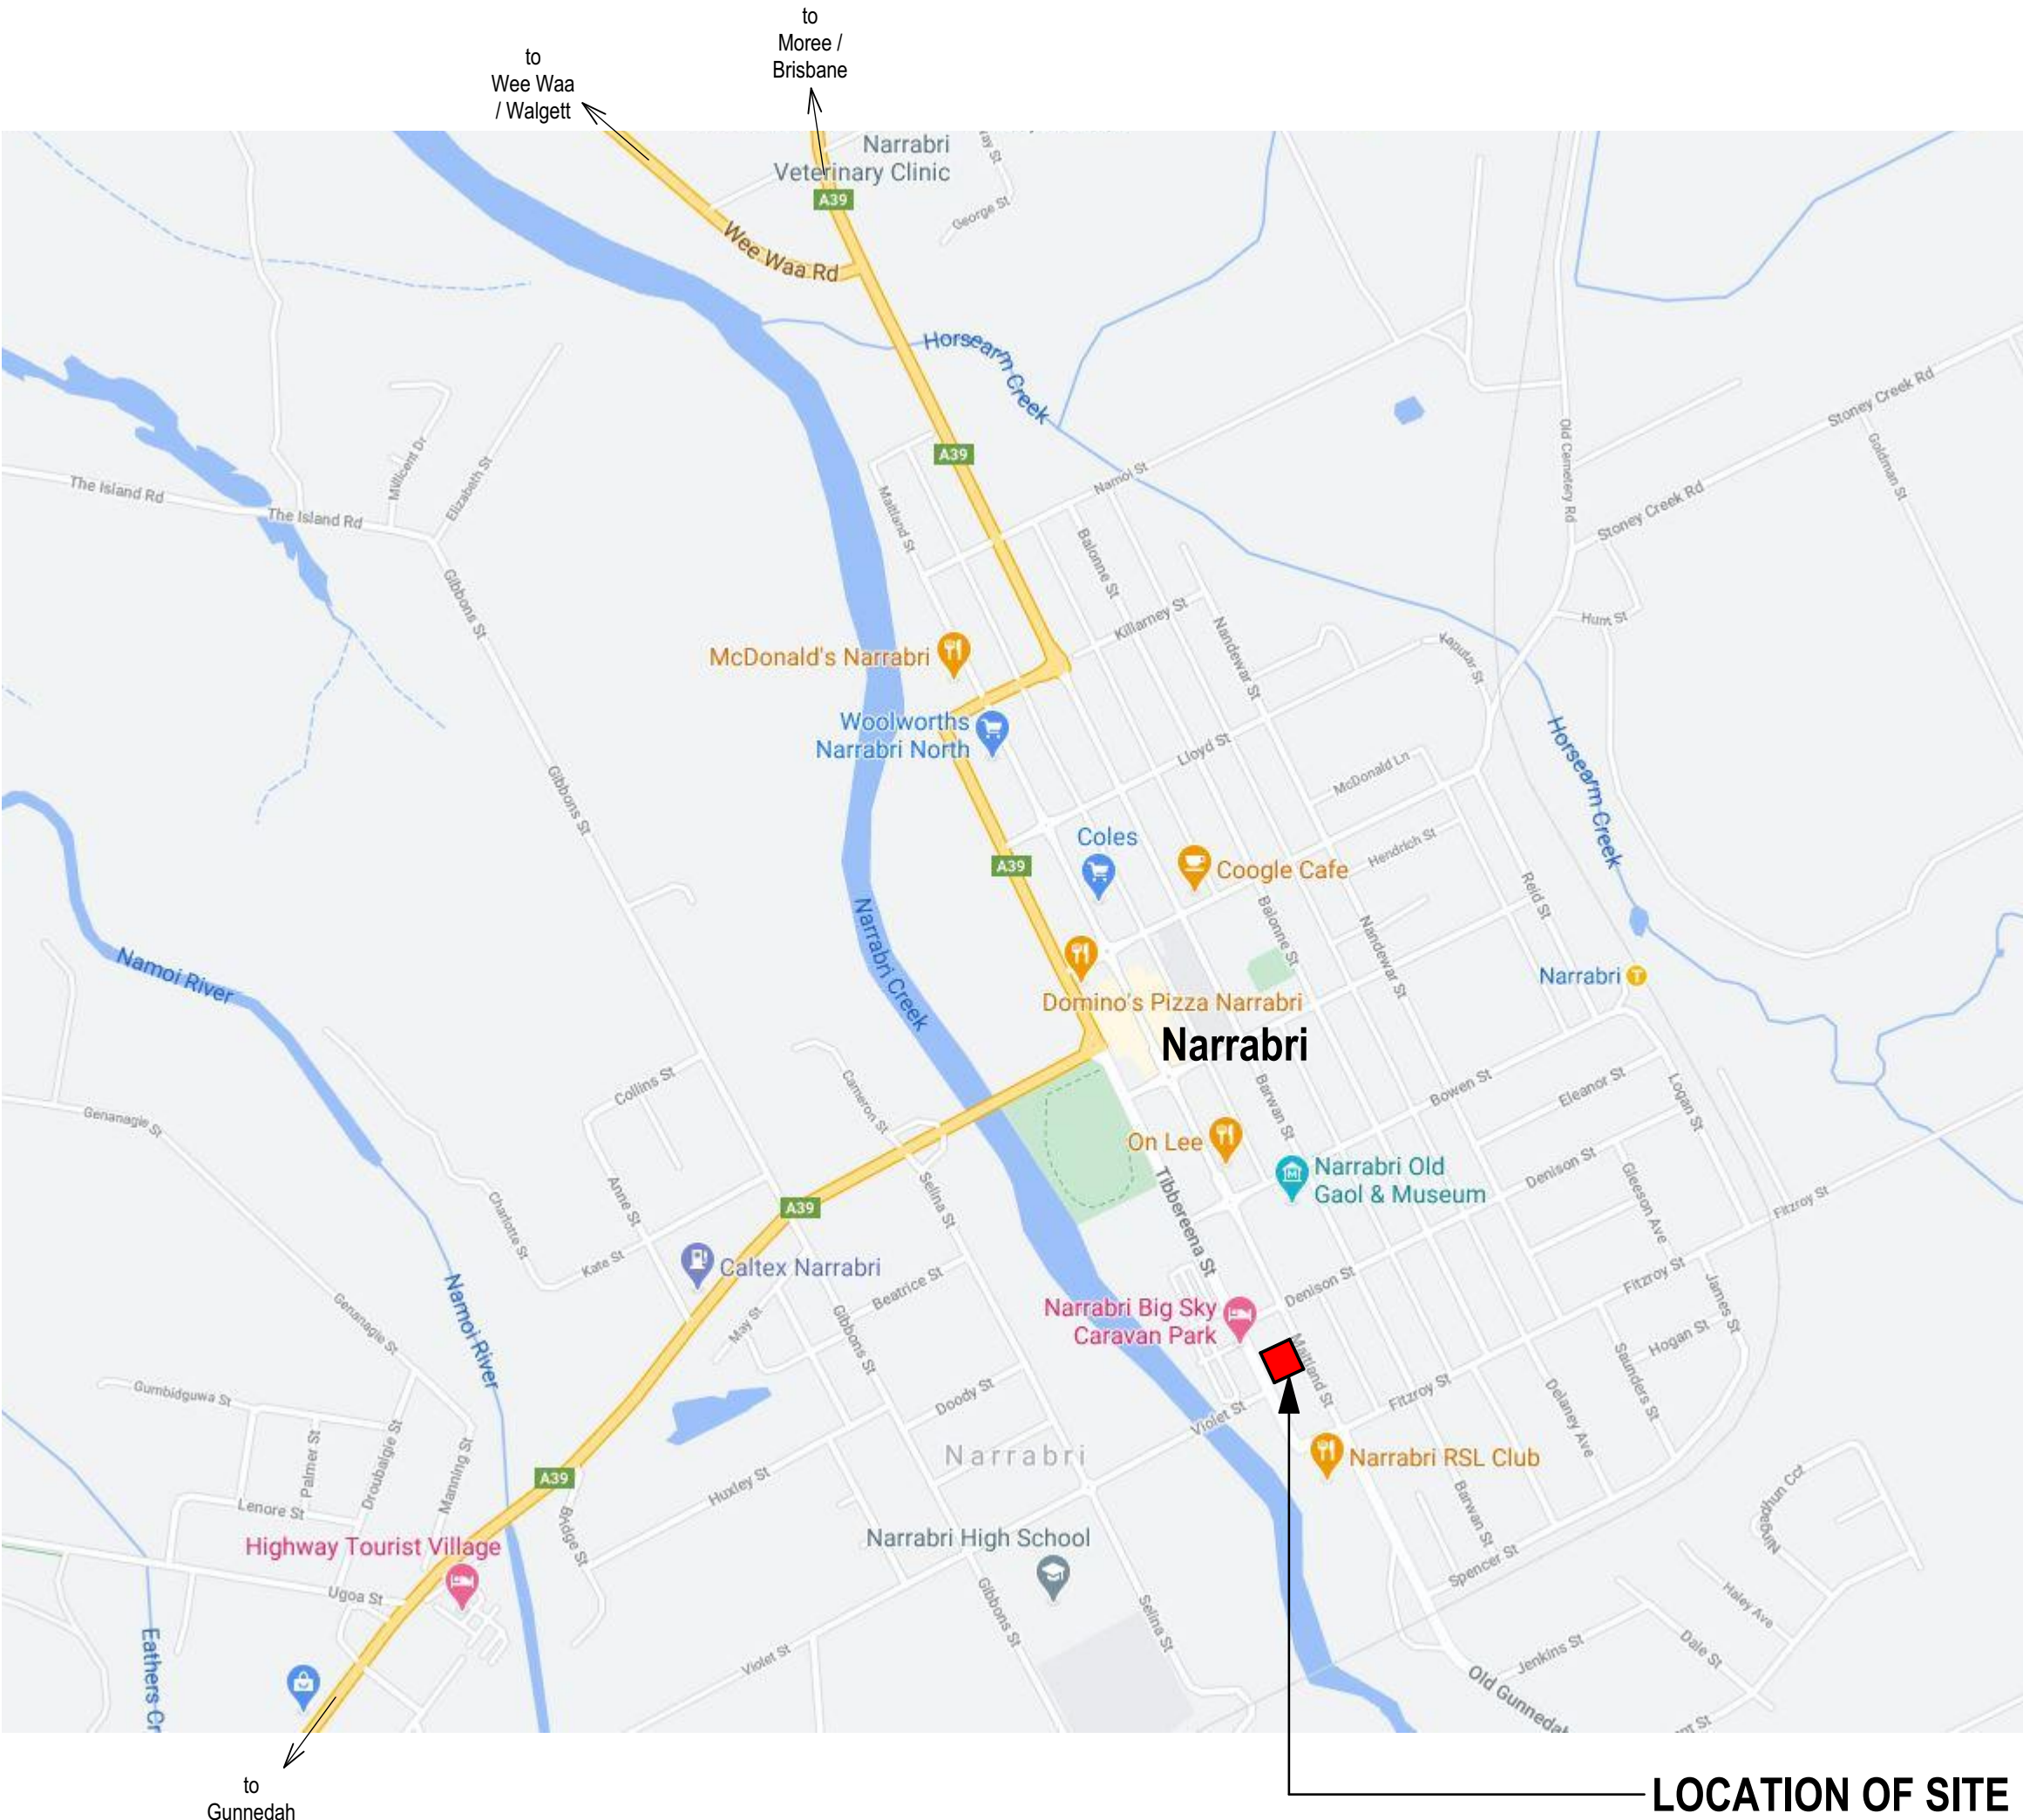 to
Moree /
Brisbane
to
Wee Waa
/ Walgett
Narrabri
Veterinary Clinic
A39
George St
Wee Waa Rd
Horsearm Creek
A39
Namoi St
Maitland St
Balonne St
Killarney St
Nandewar St
Kaputar St
Old Cemetery Rd
Stoney Creek Rd
Stoney Creek Rd
Goldman St
Hunt St
Millicent Dr
Elizabeth St
The Island Rd
The Island Rd
Gibbons St
McDonald's Narrabri
Woolworths
Narrabri North
Lloyd St
McDonald Ln
Horsearm Creek
Gibbons St
Coles
A39
Coogle Cafe
Hendrich St
Reid St
Balonne St
Nandewar St
Narrabri Creek
Namoi River
Narrabri
Domino's Pizza Narrabri
Narrabri
Collins St
Cameron St
Genanagie St
Barwan St
Bowen St
Eleanor St
Logan St
On Lee
Narrabri Old
Gaol & Museum
Denison St
Gleeson Ave
Fitzroy St
Tibbereena St
Anne St
Selina St
A39
Charlotte St
Kate St
Caltex Narrabri
Beatrice St
Denison St
Fitzroy St
James St
Namoi River
Genanagie St
May St
Gibbons St
Narrabri Big Sky
Caravan Park
Maitland St
Hogan St
Saunders St
Gumbidguwa St
Doody St
Violet St
Fitzroy St
Delaney Ave
Palmer St
Droubalgie St
Manning St
Narrabri
Narrabri RSL Club
A39
Huxley St
Lenore St
Bridge St
Barwan St
Nungedhun Cct
Highway Tourist Village
Narrabri High School
Spencer St
Ugoa St
Gibbons St
Selina St
Haley Ave
Eathers Cr
Violet St
Jenkins St
Dale St
Old Gunnedah
to
Gunnedah
LOCATION OF SITE